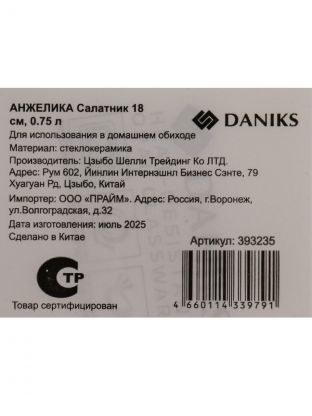 АНЖЕЛИКА Салатник 18
см, 0.75 л
DANIKS
Для использования в домашнем обиходе
Материал: стеклокерамика
Производитель: Цзыбо Шелли Трейдинг Ко ЛТД.
Адрес: Рум 602, Йинлин Интернэшнл Бизнес Сэнте, 79
Хуагуан Рд, Цзыбо, Китай
Импортер: ООО «ПРАЙМ». Адрес: Россия, г.Воронеж,
ул.Волгоградская, д.32
Дата изготовления: июль 2025
Сделано в Китае
Артикул: 393235
СТР
Товар сертифицирован
4 660114 339791